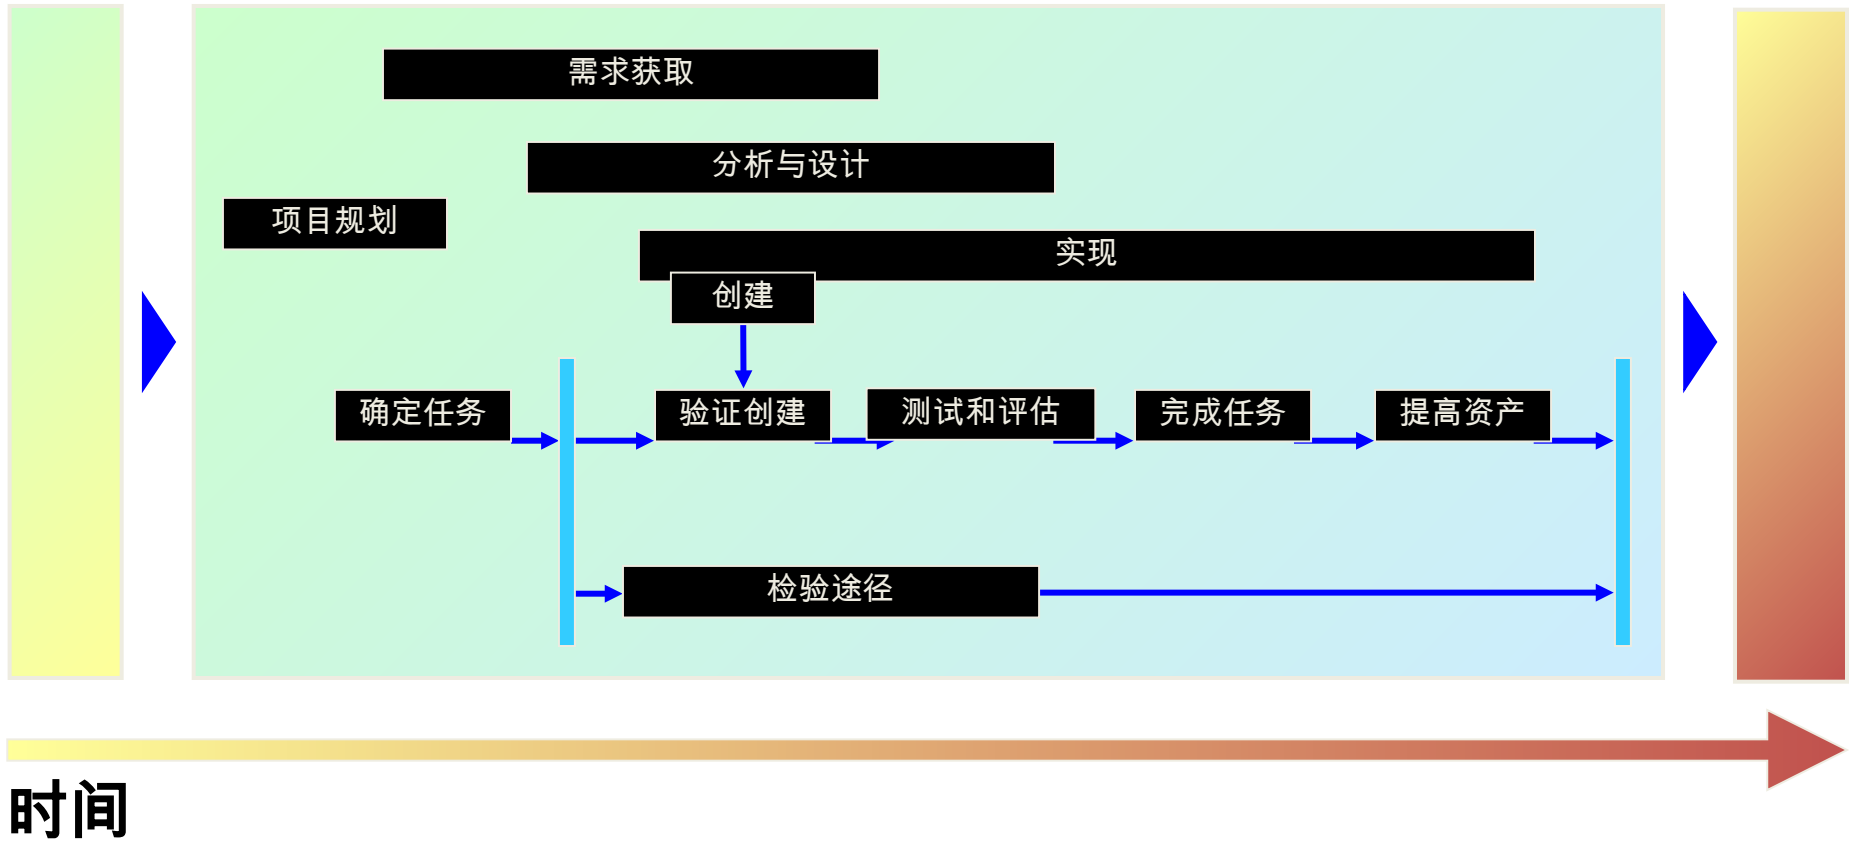 需求获取
分析与设计
项目规划
实现
创建
确定任务
验证创建
测试和评估
完成任务
提高资产
检验途径
时间